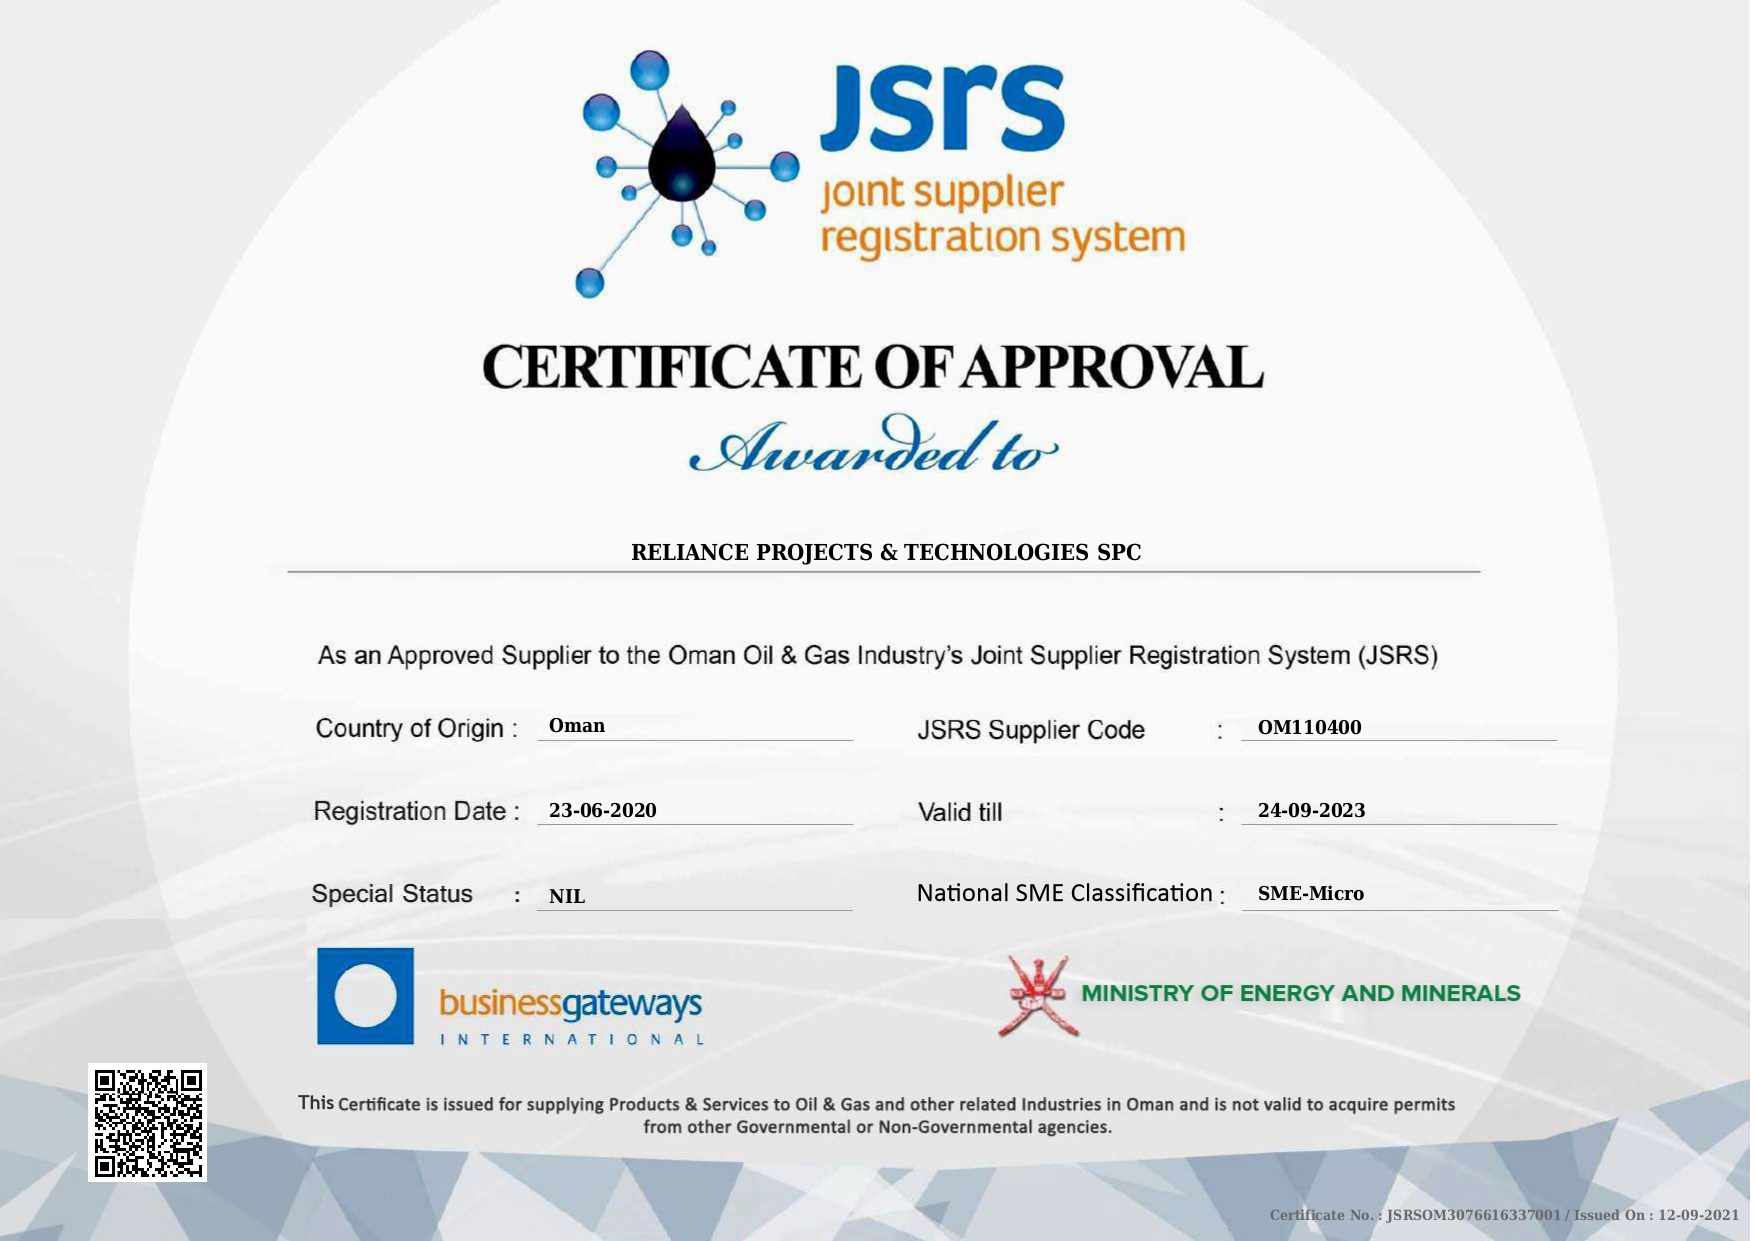 JSrS
joint supplier
registration system
CERTIFICATE OF APPROVAL
Awarded to
RELIANCE PROJECTS & TECHNOLOGIES SPC
As an Approved Supplier to the Oman Oil & Gas Industry's Joint Supplier Registration System (JSRS)
Country of Origin : Oman
JSRS Supplier Code : OM110400
Registration Date : 23-06-2020
Valid till : 24-09-2023
Special Status : NIL
National SME Classification : SME-Micro
businessgateways
INTERNATIONAL
MINISTRY OF ENERGY AND MINERALS
This Certificate is issued for supplying Products & Services to Oil & Gas and other related Industries in Oman and is not valid to acquire permits
from other Governmental or Non-Governmental agencies.
Certificate No. : JSRSOM3076616337001 / Issued On : 12-09-2021